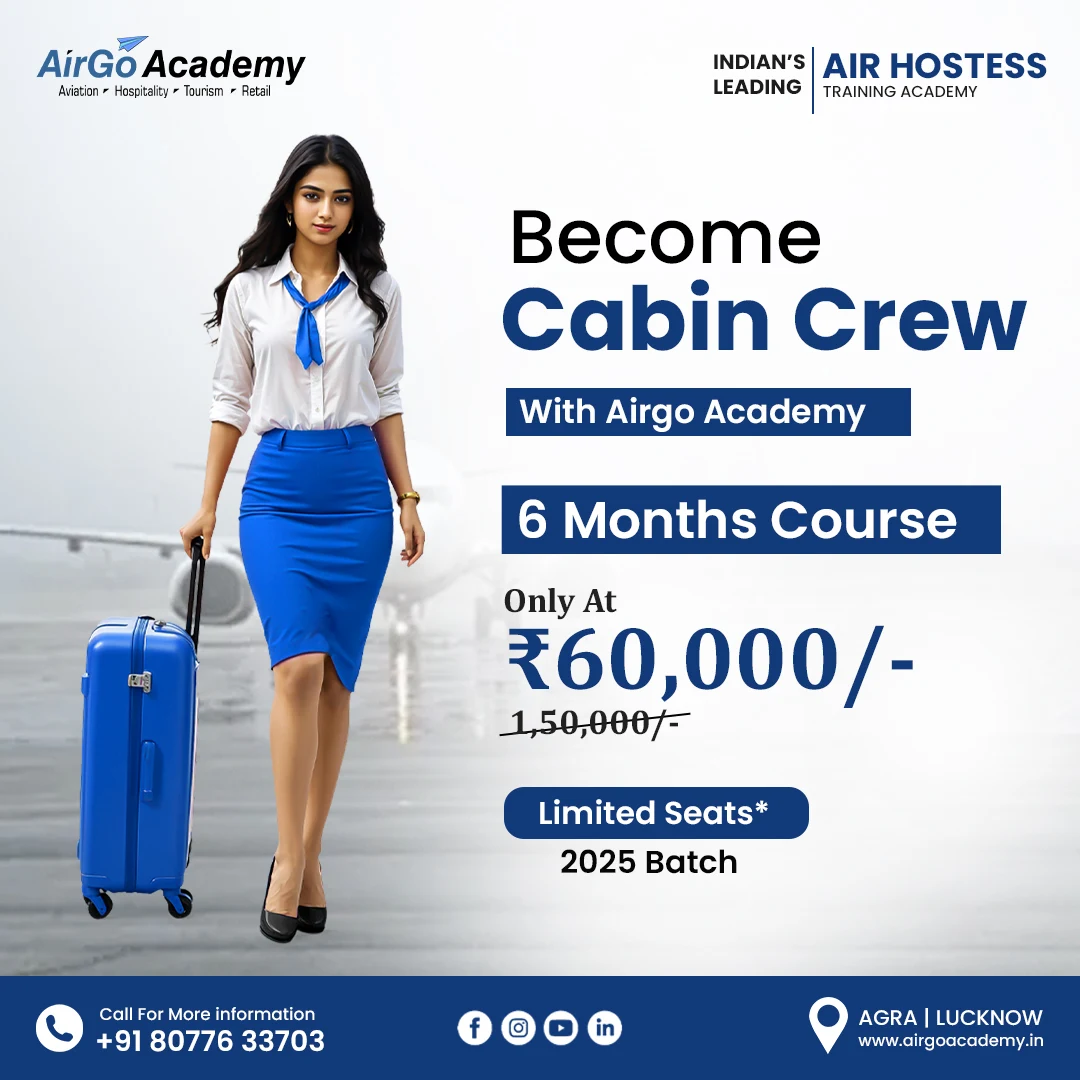 AirGo Academy
Aviation Hospitality Tourism Retail
INDIAN'S
LEADING
AIR HOSTESS
TRAINING ACADEMY
Become
Cabin Crew
With Airgo Academy
6 Months Course
Only At
₹60,000/-
1,50,000/-
Limited Seats*
2025 Batch
Call For More information
+91 80776 33703
AGRA | LUCKNOW
www.airgoacademy.in